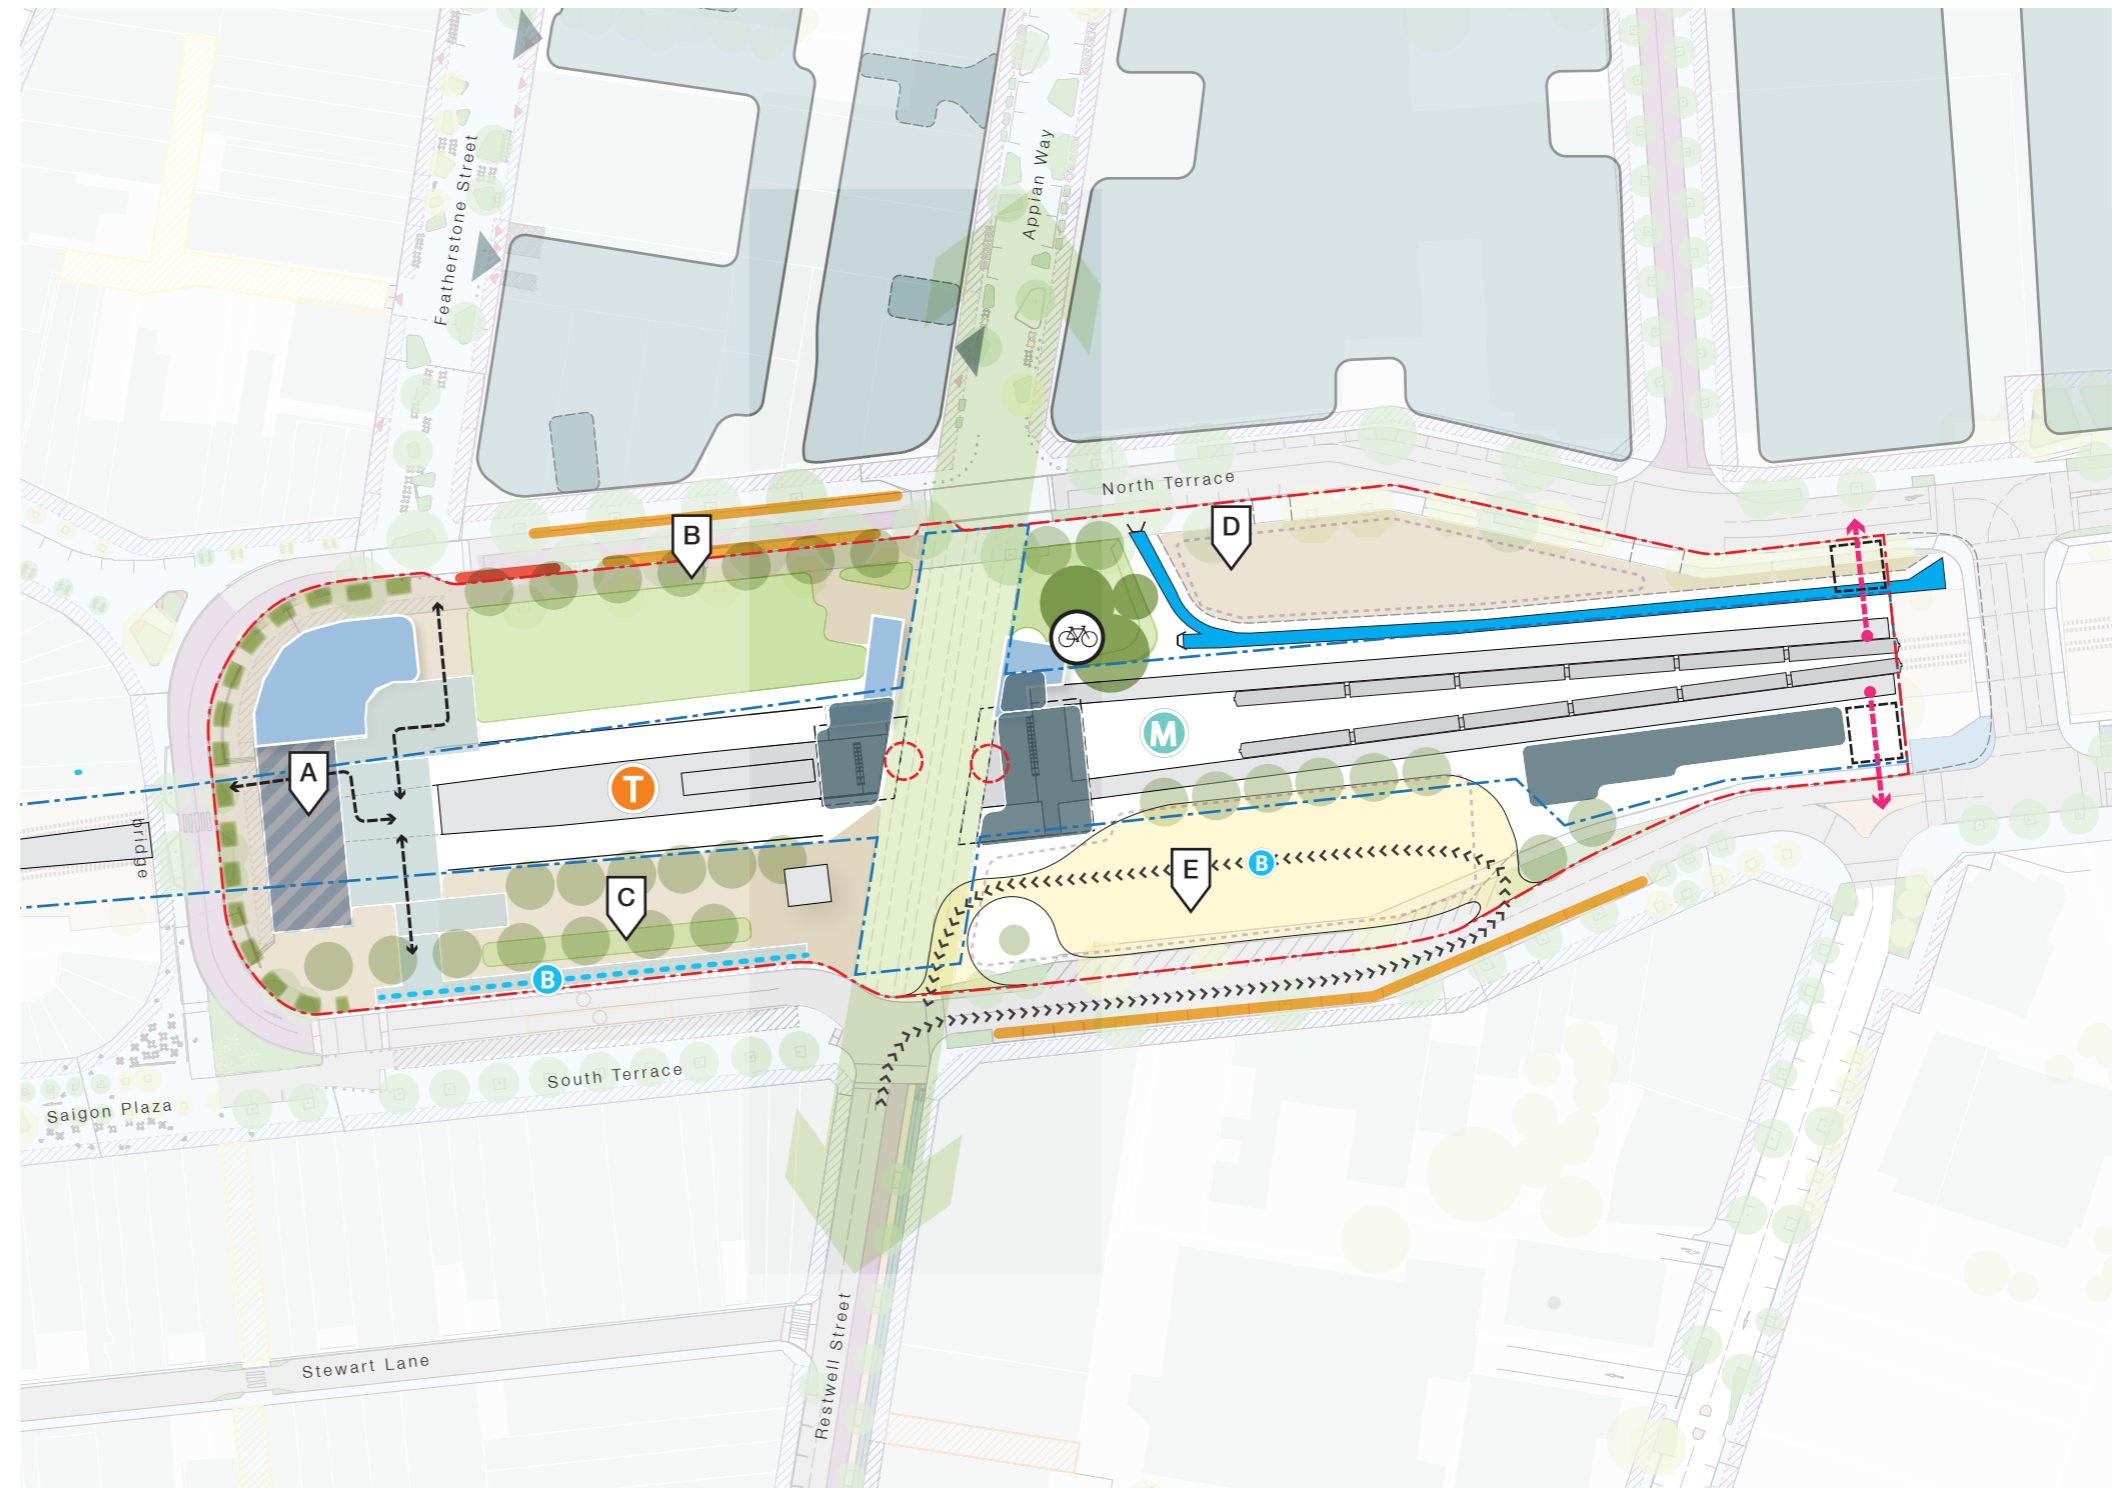 Featherstone Street
Appian Way
North Terrace
B
D
A
T
M
bridge
C
E
B
B
South Terrace
Saigon Plaza
Stewart Lane
Restwell Street